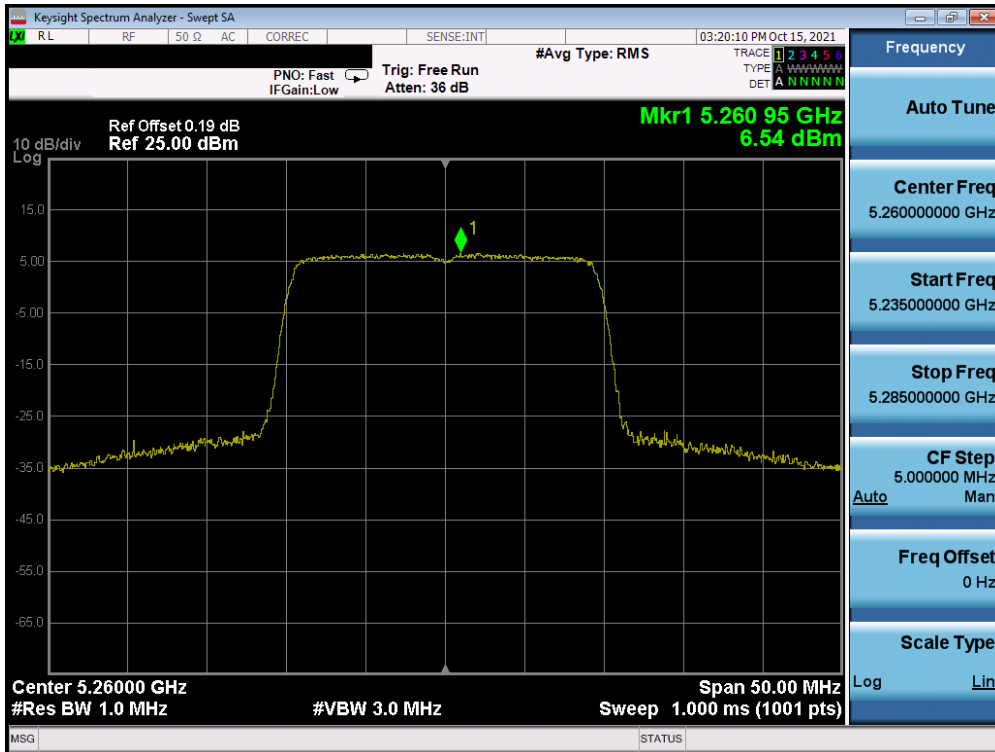 Keysight Spectrum Analyzer - Swept SA
LXI RL RF 50 Ω AC CORREC SENSE:INT 03:20:10 PM Oct 15, 2021
PNO: Fast
IFGain:Low
Trig: Free Run
Atten: 36 dB
#Avg Type: RMS
TRACE 1 2 3 4 5 6
TYPE A WWWWW
DET A N N N N N
Mkr1 5.260 95 GHz
6.54 dBm
10 dB/div
Log
Ref Offset 0.19 dB
Ref 25.00 dBm
1
15.0
5.00
-5.00
-15.0
-25.0
-35.0
-45.0
-55.0
-65.0
Center 5.26000 GHz Span 50.00 MHz
#Res BW 1.0 MHz #VBW 3.0 MHz Sweep 1.000 ms (1001 pts)
MSG STATUS
Frequency
Auto Tune
Center Freq
5.260000000 GHz
Start Freq
5.235000000 GHz
Stop Freq
5.285000000 GHz
CF Step
5.000000 MHz
Auto Man
Freq Offset
0 Hz
Scale Type
Log Lin